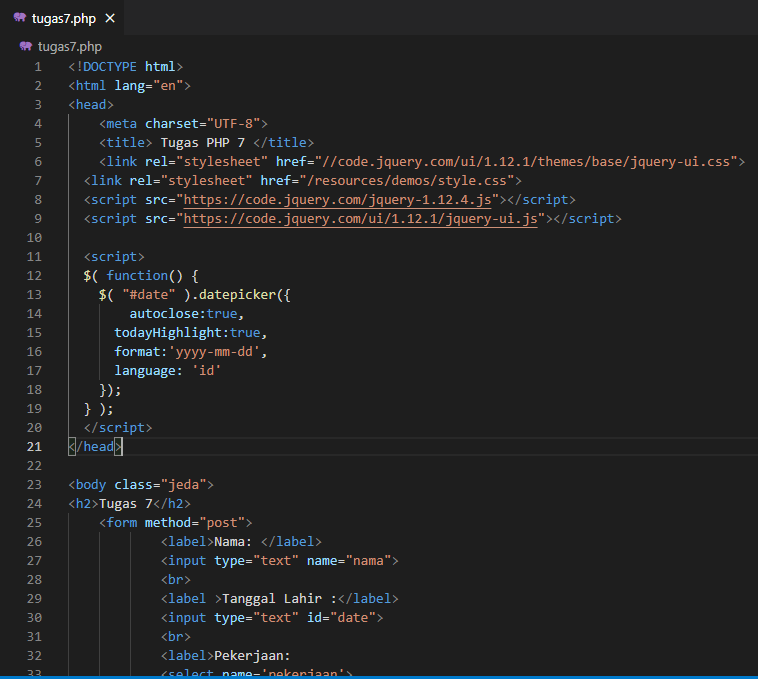 tugas7.php ×
tugas7.php
1 <!DOCTYPE html>
2 <html lang="en">
3 <head>
4 <meta charset="UTF-8">
5 <title> Tugas PHP 7 </title>
6 <link rel="stylesheet" href="//code.jquery.com/ui/1.12.1/themes/base/jquery-ui.css">
7 <link rel="stylesheet" href="/resources/demos/style.css">
8 <script src="https://code.jquery.com/jquery-1.12.4.js"></script>
9 <script src="https://code.jquery.com/ui/1.12.1/jquery-ui.js"></script>
10
11 <script>
12 $( function() {
13 $( "#date" ).datepicker({
14 autoclose:true,
15 todayHighlight:true,
16 format:'yyyy-mm-dd',
17 language: 'id'
18 });
19 } );
20 </script>
21 </head>
22
23 <body class="jeda">
24 <h2>Tugas 7</h2>
25 <form method="post">
26 <label>Nama: </label>
27 <input type="text" name="nama">
28 <br>
29 <label >Tanggal Lahir :</label>
30 <input type="text" id="date">
31 <br>
32 <label>Pekerjaan:
33 <select name='pekerjaan'>